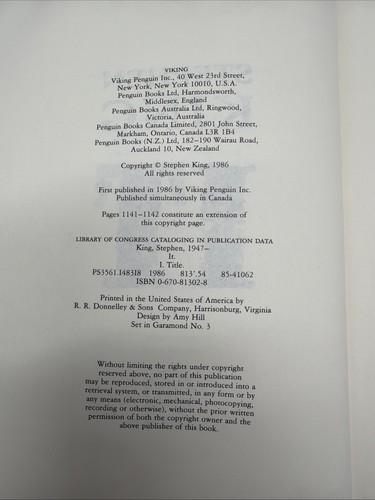 VIKING
Viking Penguin Inc., 40 West 23rd Street,
New York, New York 10010, U.S.A.
Penguin Books Ltd, Harmondsworth,
Middlesex, England
Penguin Books Australia Ltd, Ringwood,
Victoria, Australia
Penguin Books Canada Limited, 2801 John Street,
Markham, Ontario, Canada L3R 1B4
Penguin Books (N.Z.) Ltd, 182–190 Wairau Road,
Auckland 10, New Zealand
Copyright © Stephen King, 1986
All rights reserved
First published in 1986 by Viking Penguin Inc.
Published simultaneously in Canada
Pages 1141–1142 constitute an extension of
this copyright page.
LIBRARY OF CONGRESS CATALOGING IN PUBLICATION DATA
King, Stephen, 1947–
It.
I. Title.
PS3561.I483I8 1986 813'.54 85-41062
ISBN 0-670-81302-8
Printed in the United States of America by
R. R. Donnelley & Sons Company, Harrisonburg, Virginia
Design by Amy Hill
Set in Garamond No. 3
Without limiting the rights under copyright
reserved above, no part of this publication
may be reproduced, stored in or introduced into a
retrieval system, or transmitted, in any form or by
any means (electronic, mechanical, photocopying,
recording or otherwise), without the prior written
permission of both the copyright owner and the
above publisher of this book.